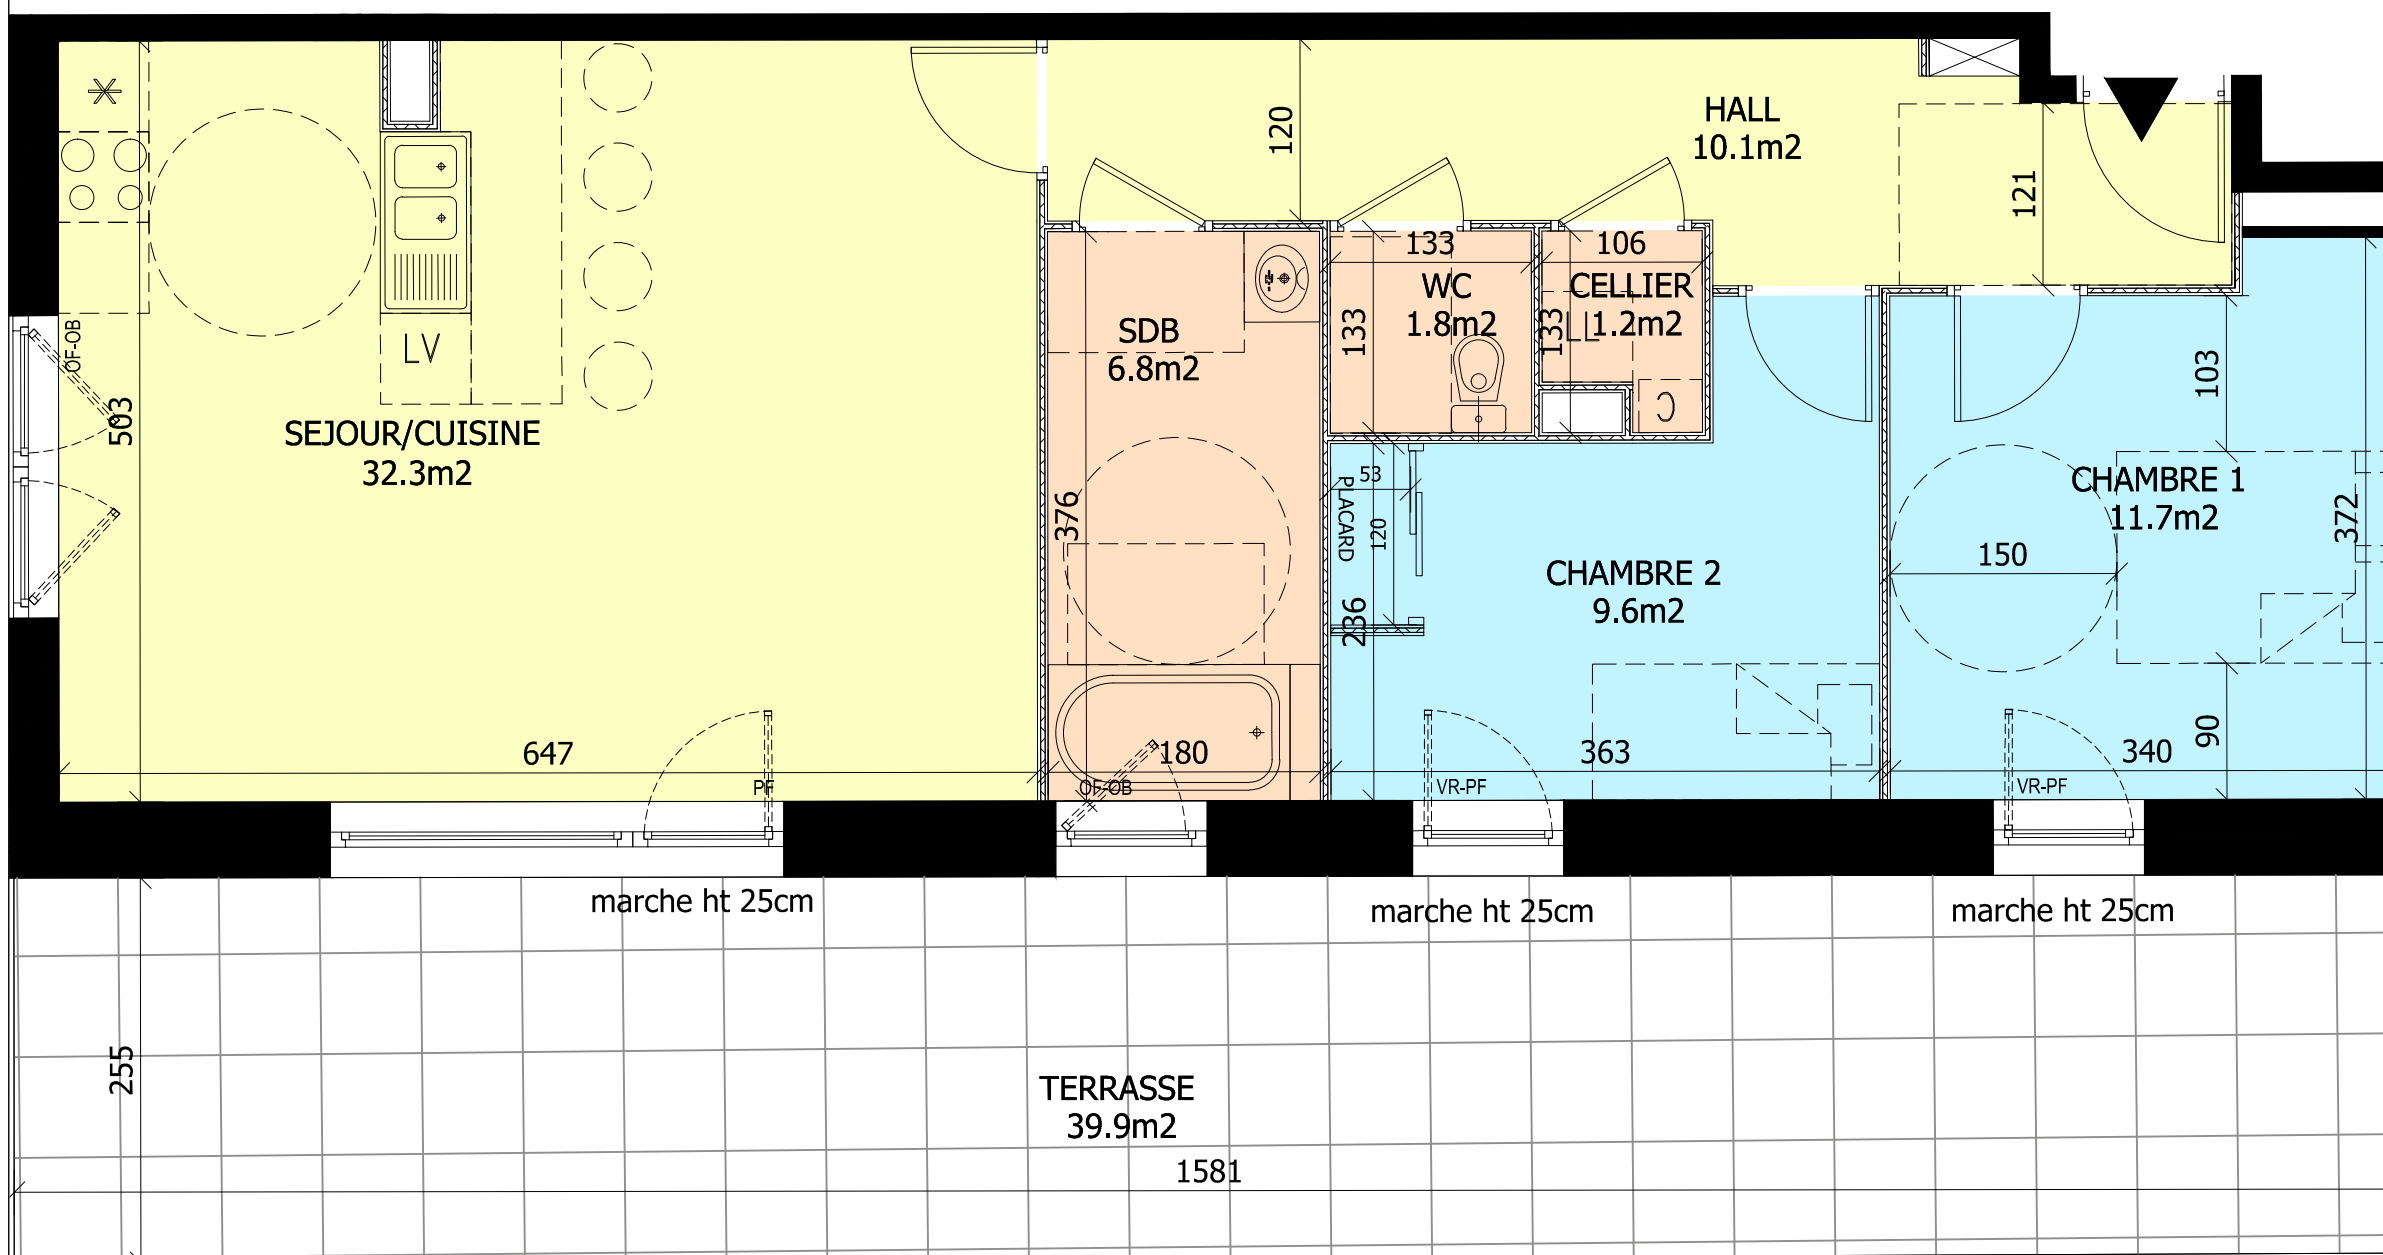 HALL
10.1m2
120
121
133
106
WC
1.8m2
CELLIER
1.2m2
133
133
LL
C
SDB
6.8m2
OF-OB
LV
503
SEJOUR/CUISINE
32.3m2
103
53
PLACARD
120
376
236
CHAMBRE 1
11.7m2
372
150
CHAMBRE 2
9.6m2
90
647
180
363
340
PF
OF-OB
VR-PF
VR-PF
marche ht 25cm
marche ht 25cm
marche ht 25cm
255
TERRASSE
39.9m2
1581